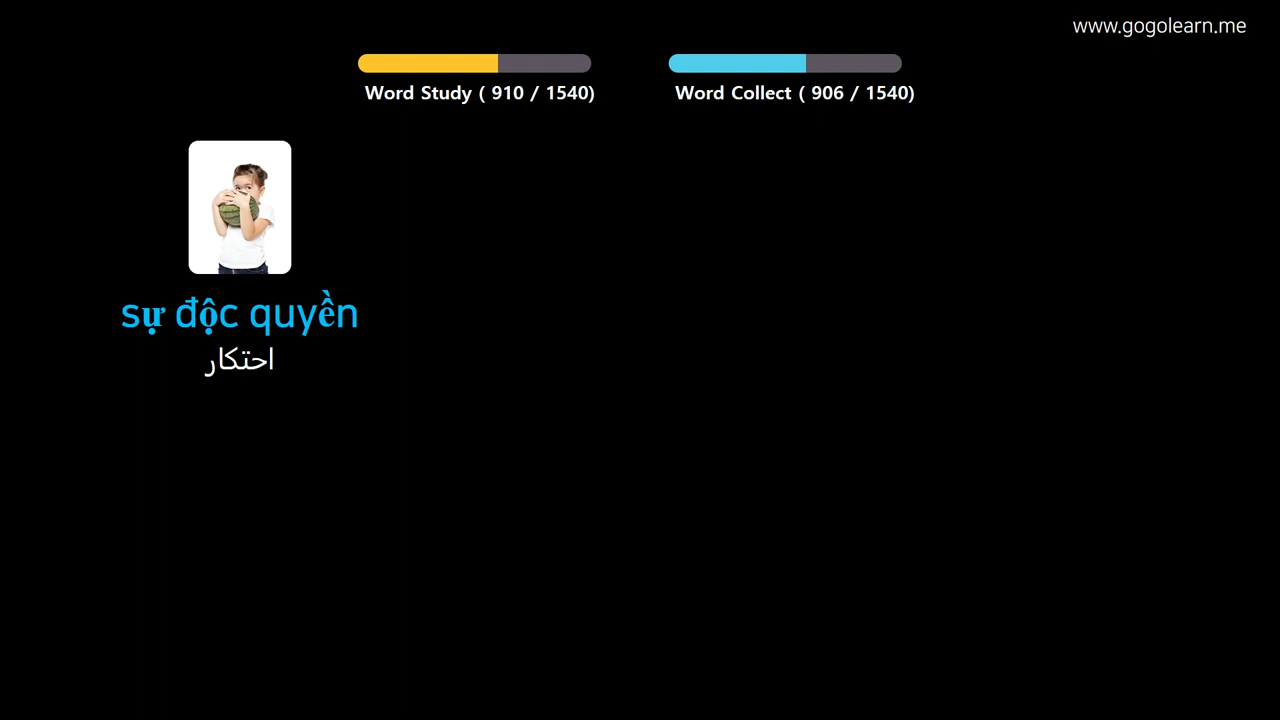 www.gogolearn.me
Word Study ( 910 / 1540)
Word Collect ( 906 / 1540)
sự độc quyền
احتكار